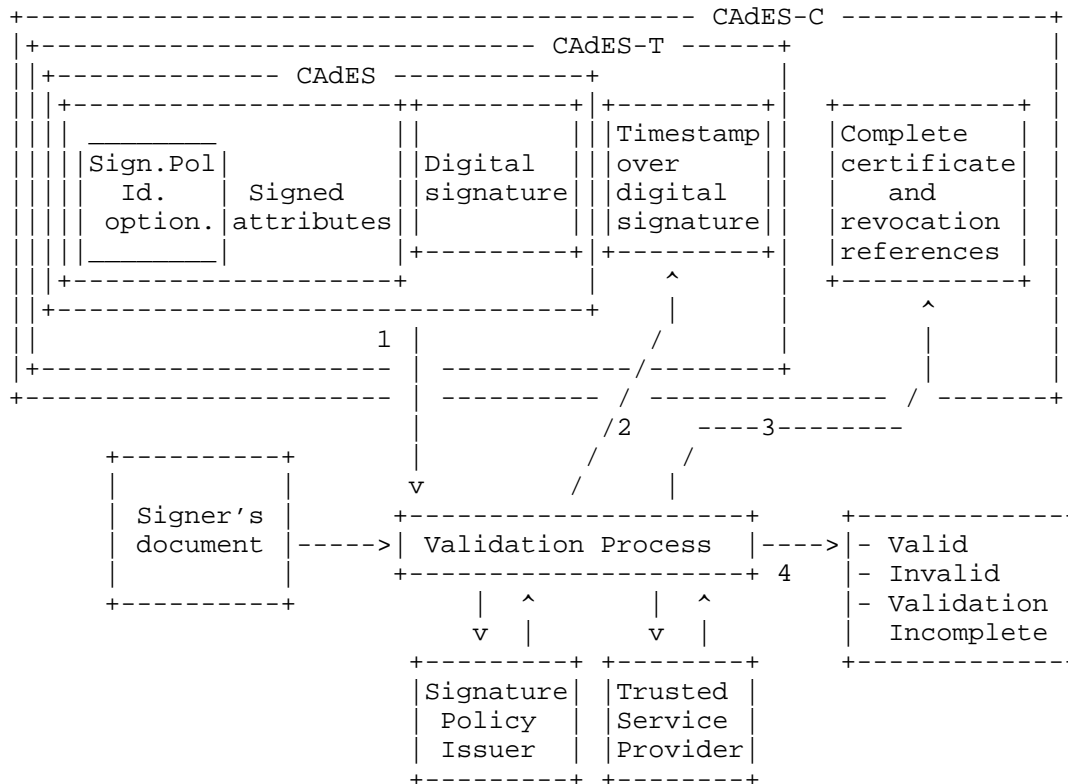 +---------------------------------------- CAdES-C ------------+
|+----------------------------- CAdES-T ------+               |
||+-------------- CAdES ------------+         |               |
|||+-------------------++---------+|+---------+|  +-----------+ |
|||| ________          ||         |||Timestamp||  |Complete   | |
||||Sign.Pol|          ||Digital  |||over     ||  |certificate| |
||||  Id.   | Signed   ||signature|||digital  ||  |   and     | |
|||| option.|attributes||         |||signature||  |revocation | |
||||________|          |+---------+|+---------+|  |references | |
|||+-------------------+           |    ^      |  +-----------+ |
||+-------------------------------+    |      |       ^       |
||                   1 |             /       |       |       |
|+-------------------- | -----------/--------+       |       |
+--------------------- | --------- / --------------- / -------+
                       |          /2    ----3--------
+----------+           |         /     /
|          |           v        /     |
| Signer's |      +--------------------+     +------------
| document |----->| Validation Process |---->|- Valid
|          |      +--------------------+ 4   |- Invalid
+----------+          |  ^      |  ^         |- Validation
                      v  |      v  |         |  Incomplete
                  +---------+ +--------+     +------------
                  |Signature| |Trusted |
                  | Policy  | |Service |
                  | Issuer  | |Provider|
                  +---------+ +--------+